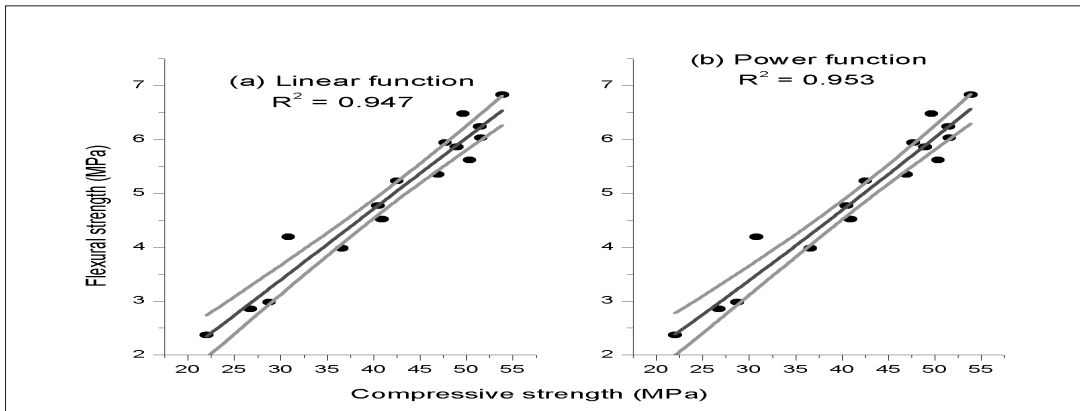 (a) Linear function
R² = 0.947
(b) Power function
R² = 0.953
Flexural strength (MPa)
7
6
5
4
3
2
20 25 30 35 40 45 50 55
7
6
5
4
3
2
20 25 30 35 40 45 50 55
Compressive strength (MPa)